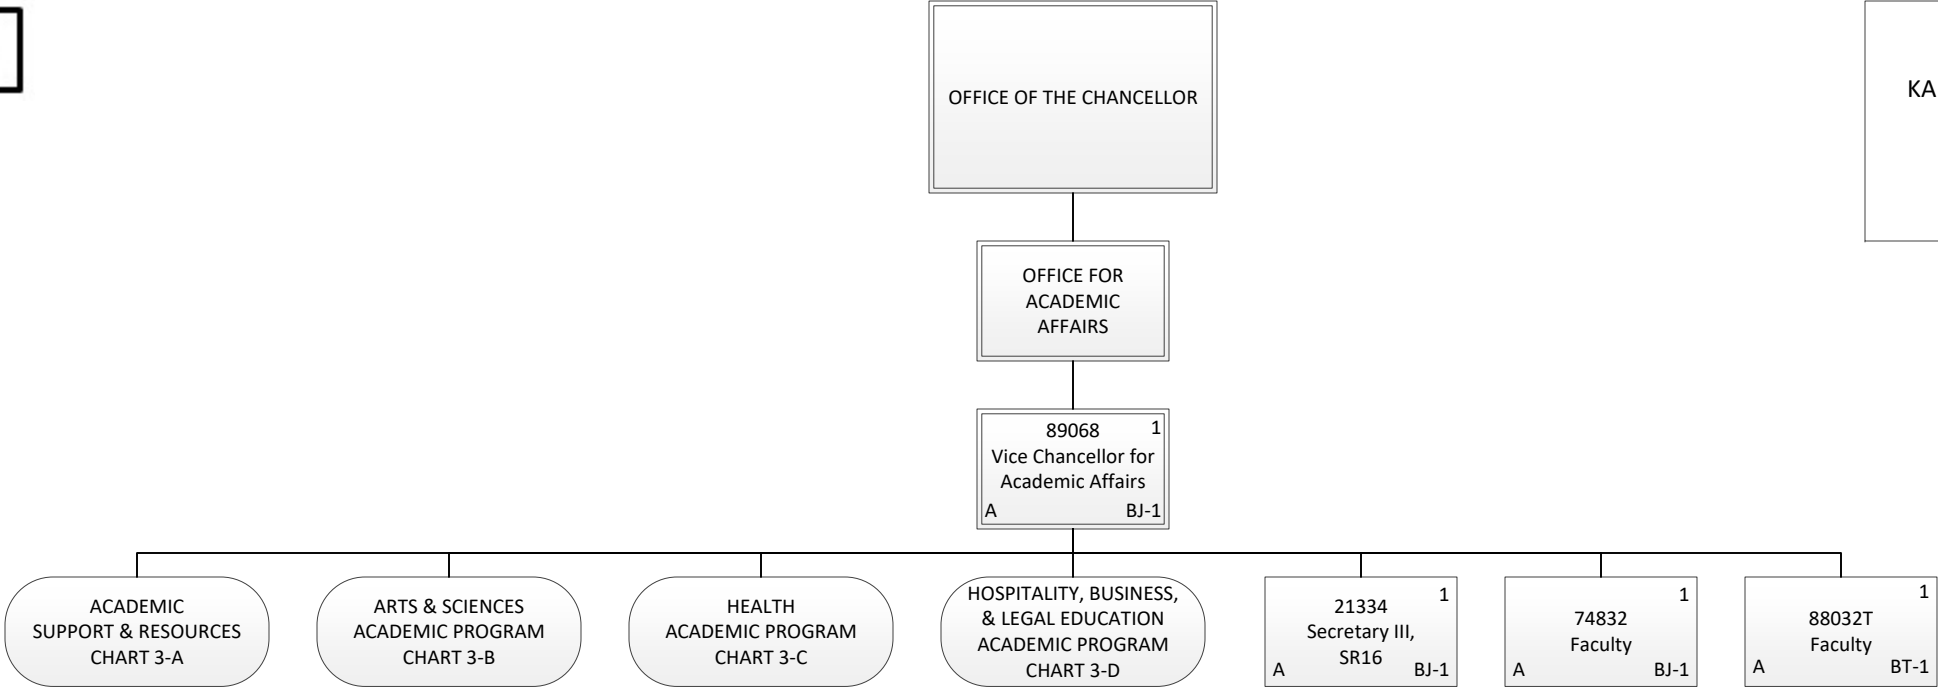 OFFICE OF THE CHANCELLOR
KA
OFFICE FOR
ACADEMIC
AFFAIRS
89068 1
Vice Chancellor for
Academic Affairs
A BJ-1
ACADEMIC
SUPPORT & RESOURCES
CHART 3-A
ARTS & SCIENCES
ACADEMIC PROGRAM
CHART 3-B
HEALTH
ACADEMIC PROGRAM
CHART 3-C
HOSPITALITY, BUSINESS,
& LEGAL EDUCATION
ACADEMIC PROGRAM
CHART 3-D
1
21334
Secretary III,
SR16
A BJ-1
1
74832
Faculty
A BJ-1
1
88032T
Faculty
A BT-1